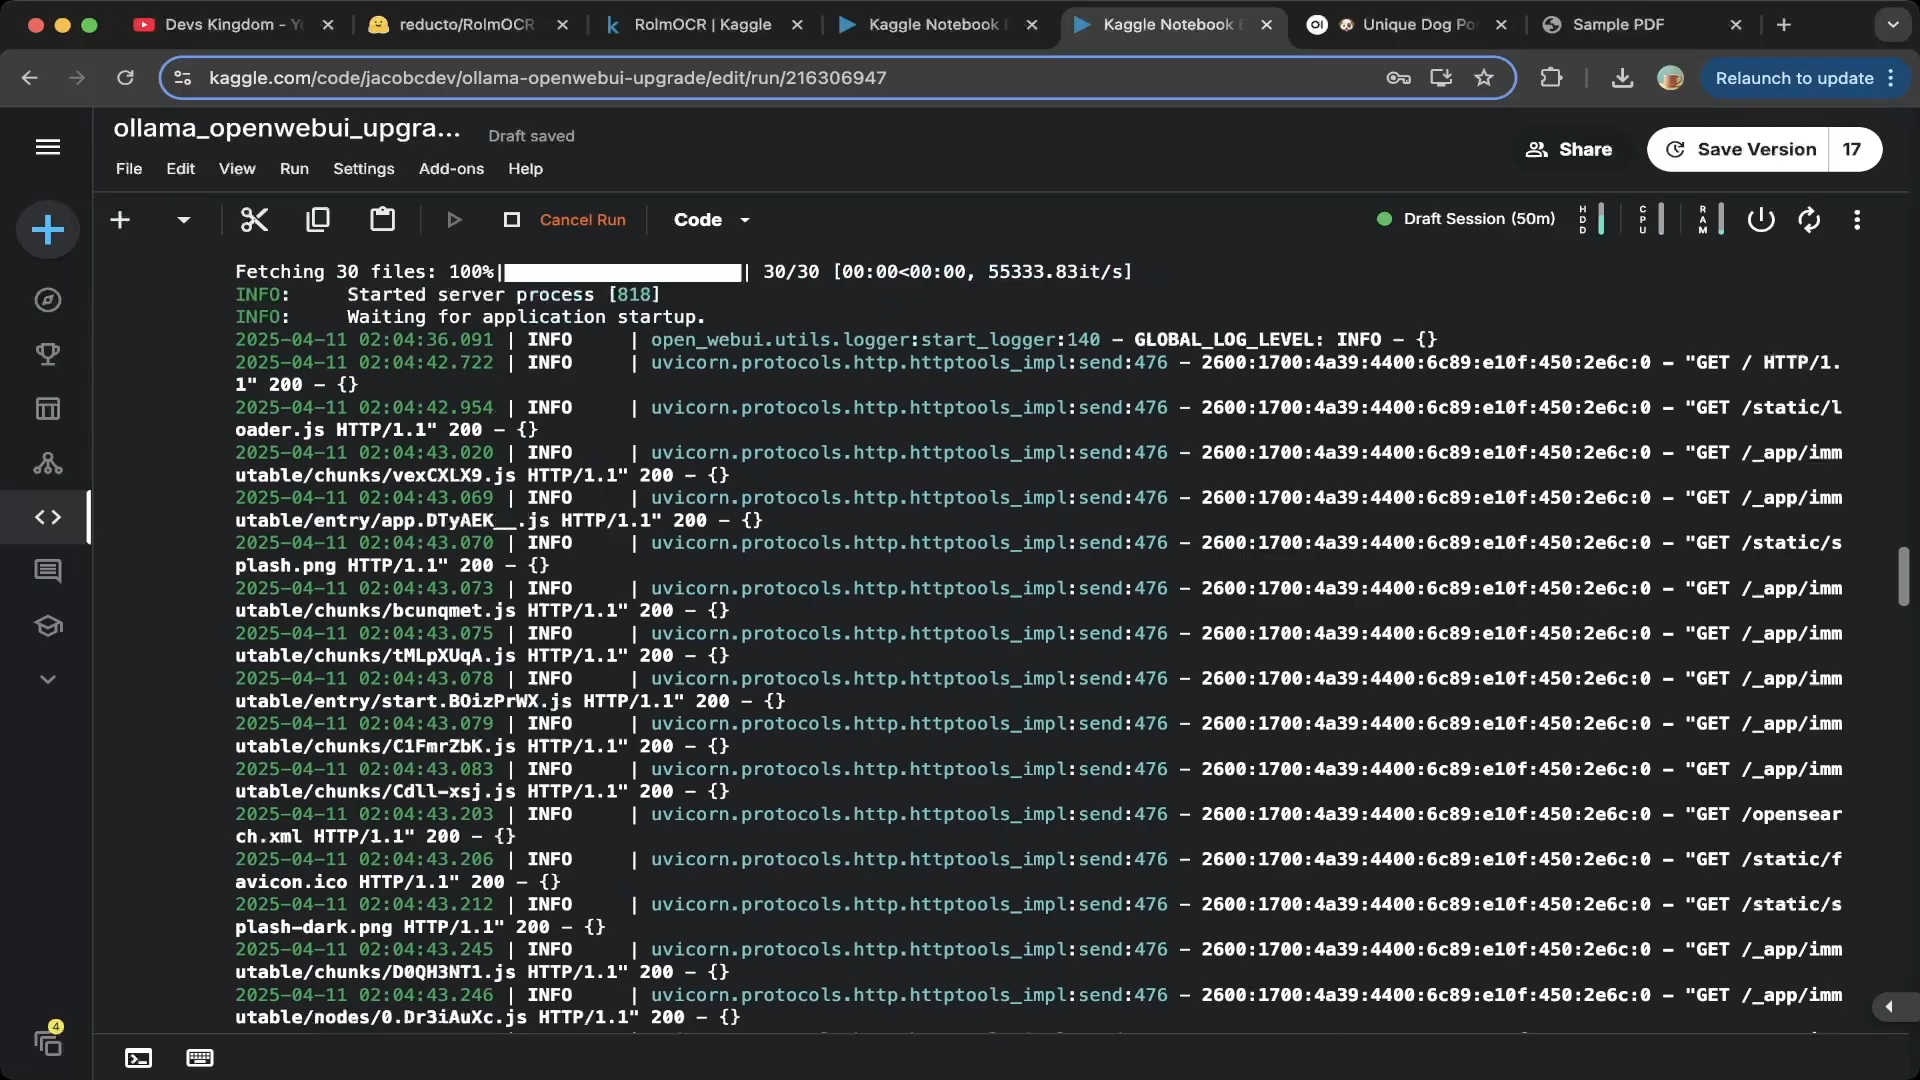 Devs Kingdom - Y
reducto/RolmOCR
RolmOCR | Kaggle
Kaggle Notebook
Kaggle Notebook
OI
Unique Dog Po
Sample PDF
kaggle.com/code/jacobcdev/ollama-openwebui-upgrade/edit/run/216306947
Relaunch to update
ollama_openwebui_upgra...
Draft saved
File Edit View Run Settings Add-ons Help
Share
Save Version 17
Cancel Run
Code
Draft Session (50m)
HDD
CPU
RAM
Fetching 30 files: 100%| | 30/30 [00:00<00:00, 55333.83it/s]
INFO: Started server process [818]
INFO: Waiting for application startup.
2025-04-11 02:04:36.091 | INFO | open_webui.utils.logger:start_logger:140 - GLOBAL_LOG_LEVEL: INFO - {}
2025-04-11 02:04:42.722 | INFO | uvicorn.protocols.http.httptools_impl:send:476 - 2600:1700:4a39:4400:6c89:e10f:450:2e6c:0 - "GET / HTTP/1.
1" 200 - {}
2025-04-11 02:04:42.954 | INFO | uvicorn.protocols.http.httptools_impl:send:476 - 2600:1700:4a39:4400:6c89:e10f:450:2e6c:0 - "GET /static/l
oader.js HTTP/1.1" 200 - {}
2025-04-11 02:04:43.020 | INFO | uvicorn.protocols.http.httptools_impl:send:476 - 2600:1700:4a39:4400:6c89:e10f:450:2e6c:0 - "GET /_app/imm
utable/chunks/vexCXLX9.js HTTP/1.1" 200 - {}
2025-04-11 02:04:43.069 | INFO | uvicorn.protocols.http.httptools_impl:send:476 - 2600:1700:4a39:4400:6c89:e10f:450:2e6c:0 - "GET /_app/imm
utable/entry/app.DTyAEK__.js HTTP/1.1" 200 - {}
2025-04-11 02:04:43.070 | INFO | uvicorn.protocols.http.httptools_impl:send:476 - 2600:1700:4a39:4400:6c89:e10f:450:2e6c:0 - "GET /static/s
plash.png HTTP/1.1" 200 - {}
2025-04-11 02:04:43.073 | INFO | uvicorn.protocols.http.httptools_impl:send:476 - 2600:1700:4a39:4400:6c89:e10f:450:2e6c:0 - "GET /_app/imm
utable/chunks/bcunqmet.js HTTP/1.1" 200 - {}
2025-04-11 02:04:43.075 | INFO | uvicorn.protocols.http.httptools_impl:send:476 - 2600:1700:4a39:4400:6c89:e10f:450:2e6c:0 - "GET /_app/imm
utable/chunks/tMLpXUqA.js HTTP/1.1" 200 - {}
2025-04-11 02:04:43.078 | INFO | uvicorn.protocols.http.httptools_impl:send:476 - 2600:1700:4a39:4400:6c89:e10f:450:2e6c:0 - "GET /_app/imm
utable/entry/start.BOizPrWX.js HTTP/1.1" 200 - {}
2025-04-11 02:04:43.079 | INFO | uvicorn.protocols.http.httptools_impl:send:476 - 2600:1700:4a39:4400:6c89:e10f:450:2e6c:0 - "GET /_app/imm
utable/chunks/C1FmrZbK.js HTTP/1.1" 200 - {}
2025-04-11 02:04:43.083 | INFO | uvicorn.protocols.http.httptools_impl:send:476 - 2600:1700:4a39:4400:6c89:e10f:450:2e6c:0 - "GET /_app/imm
utable/chunks/Cdll-xsj.js HTTP/1.1" 200 - {}
2025-04-11 02:04:43.203 | INFO | uvicorn.protocols.http.httptools_impl:send:476 - 2600:1700:4a39:4400:6c89:e10f:450:2e6c:0 - "GET /opensear
ch.xml HTTP/1.1" 200 - {}
2025-04-11 02:04:43.206 | INFO | uvicorn.protocols.http.httptools_impl:send:476 - 2600:1700:4a39:4400:6c89:e10f:450:2e6c:0 - "GET /static/f
avicon.ico HTTP/1.1" 200 - {}
2025-04-11 02:04:43.212 | INFO | uvicorn.protocols.http.httptools_impl:send:476 - 2600:1700:4a39:4400:6c89:e10f:450:2e6c:0 - "GET /static/s
plash-dark.png HTTP/1.1" 200 - {}
2025-04-11 02:04:43.245 | INFO | uvicorn.protocols.http.httptools_impl:send:476 - 2600:1700:4a39:4400:6c89:e10f:450:2e6c:0 - "GET /_app/imm
utable/chunks/D0QH3NT1.js HTTP/1.1" 200 - {}
2025-04-11 02:04:43.246 | INFO | uvicorn.protocols.http.httptools_impl:send:476 - 2600:1700:4a39:4400:6c89:e10f:450:2e6c:0 - "GET /_app/imm
utable/nodes/0.Dr3iAuXc.js HTTP/1.1" 200 - {}
4